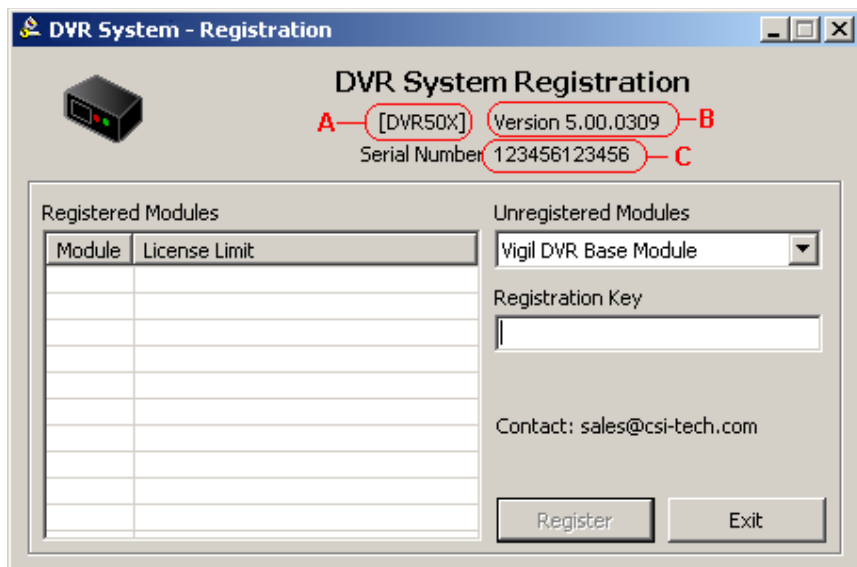 DVR System - Registration
DVR System Registration
A [DVR50X] Version 5.00.0309 B
Serial Number 123456123456 C
Registered Modules
Module License Limit
Unregistered Modules
Vigil DVR Base Module
Registration Key
Contact: sales@csi-tech.com
Register Exit